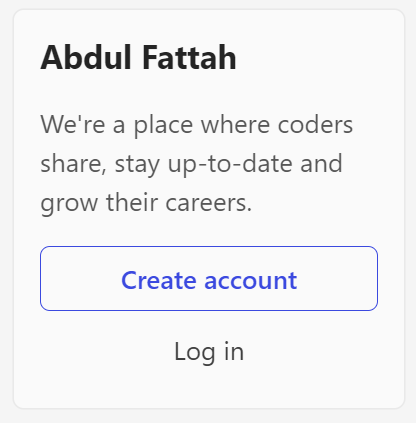 Abdul Fattah
We're a place where coders
share, stay up-to-date and
grow their careers.
Create account
Log in